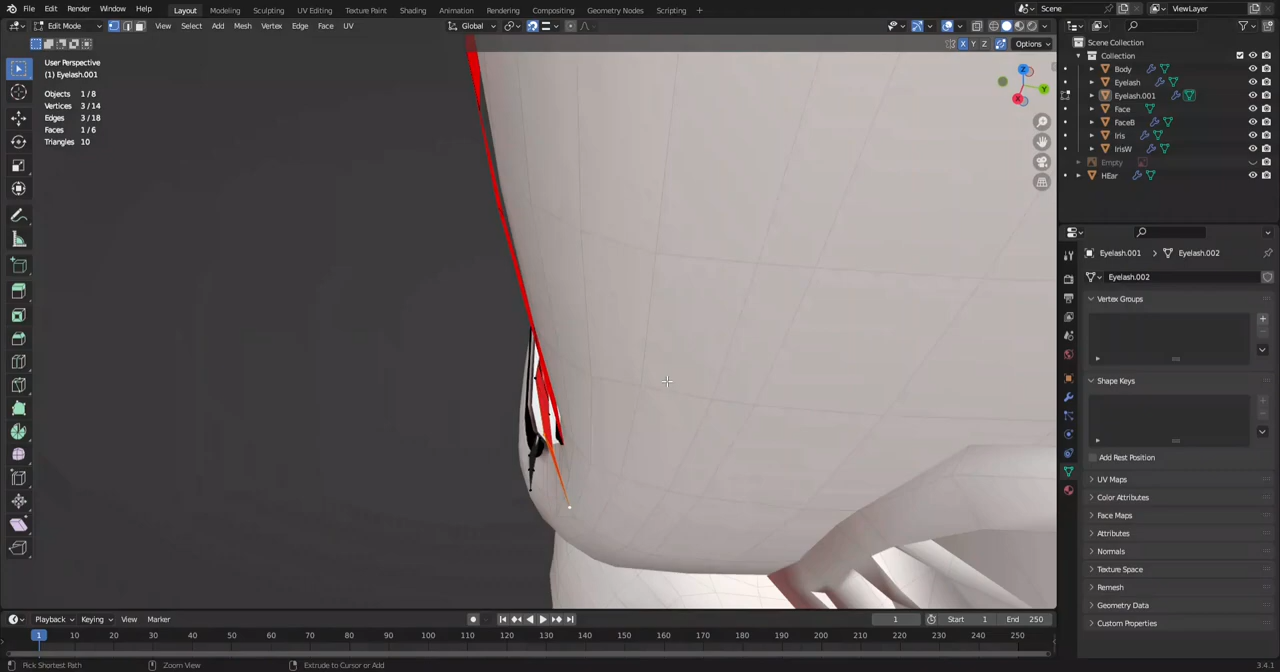 File Edit Render Window Help Layout Modeling Sculpting UV Editing Texture Paint Shading Animation Rendering Compositing Geometry Nodes Scripting + Scene ViewLayer
Edit Mode View Select Add Mesh Vertex Edge Face UV Global
X Y Z Options
User Perspective
(1) Eyelash.001
Objects 1/8
Vertices 3/14
Edges 3/18
Faces 1/6
Triangles 10
Z
Y
X
Scene Collection
Collection
Body
Eyelash
Eyelash.001
Face
FaceB
Iris
IrisW
Empty
HEar
Eyelash.001 > Eyelash.002
Eyelash.002
Vertex Groups
Shape Keys
Add Rest Position
UV Maps
Color Attributes
Face Maps
Attributes
Normals
Texture Space
Remesh
Geometry Data
Custom Properties
Playback Keying View Marker 1 Start 1 End 250
1 10 20 30 40 50 60 70 80 90 100 110 120 130 140 150 160 170 180 190 200 210 220 230 240 250
Pick Shortest Path Zoom View Extrude to Cursor or Add 3.4.1